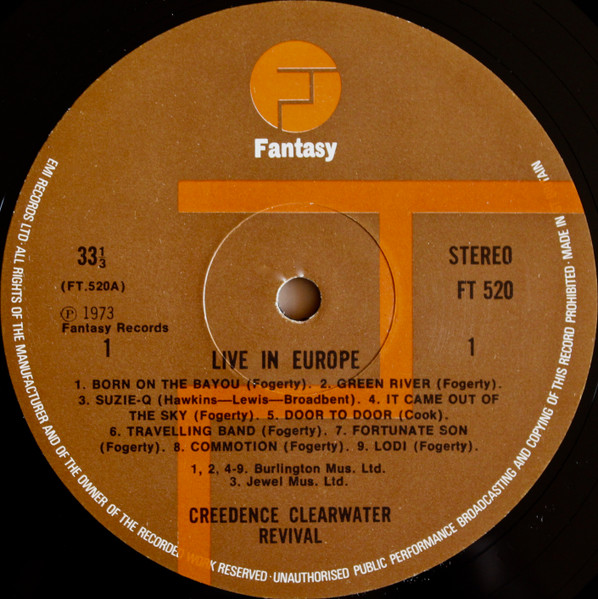 Fantasy
EMI RECORDS LTD · ALL RIGHTS OF THE MANUFACTURER AND OF THE OWNER OF THE RECORDED WORK RESERVED · UNAUTHORISED PUBLIC PERFORMANCE BROADCASTING AND COPYING OF THIS RECORD PROHIBITED · MADE IN
33⅓
STEREO
(FT.520A)
FT 520
Ⓟ 1973
Fantasy Records
1
1
LIVE IN EUROPE
1. BORN ON THE BAYOU (Fogerty). 2. GREEN RIVER (Fogerty).
3. SUZIE-Q (Hawkins—Lewis—Broadbent). 4. IT CAME OUT OF
THE SKY (Fogerty). 5. DOOR TO DOOR (Cook).
6. TRAVELLING BAND (Fogerty). 7. FORTUNATE SON
(Fogerty). 8. COMMOTION (Fogerty). 9. LODI (Fogerty).
1, 2, 4-9. Burlington Mus. Ltd.
3. Jewel Mus. Ltd.
CREEDENCE CLEARWATER
REVIVAL